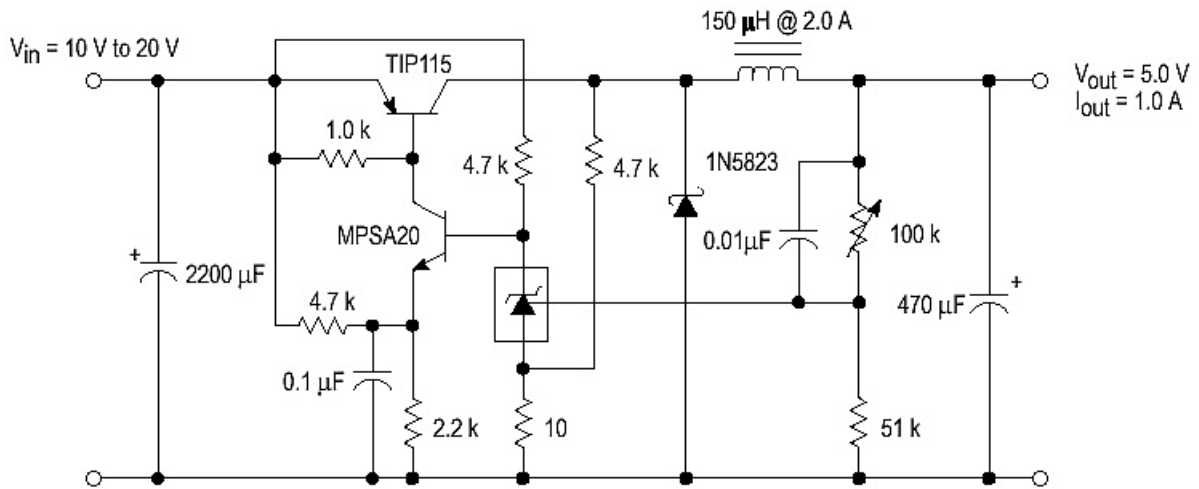 150 μH @ 2.0 A
Vin = 10 V to 20 V
TIP115
Vout = 5.0 V
Iout = 1.0 A
1.0 k
4.7 k
4.7 k
1N5823
MPSA20
0.01μF
100 k
2200 μF
4.7 k
470 μF
0.1 μF
2.2 k
10
51 k
+
+